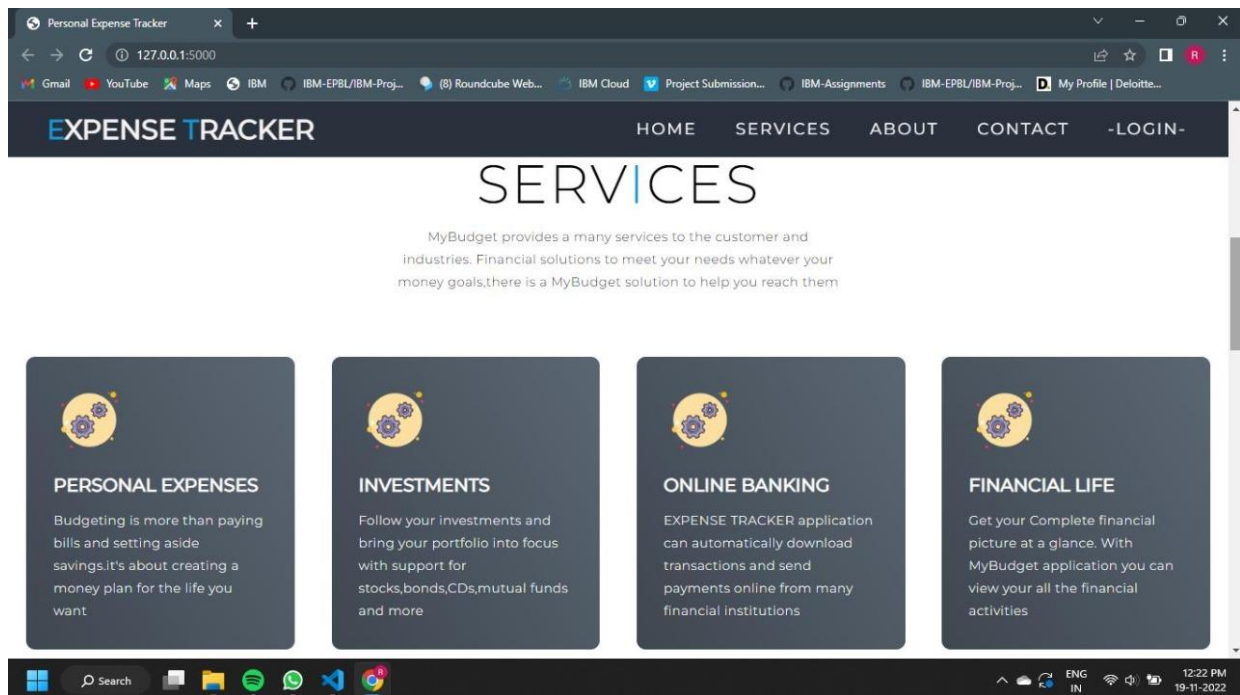 Personal Expense Tracker
127.0.0.1:5000
R
Gmail YouTube Maps IBM IBM-EPBL/IBM-Proj... (8) Roundcube Web... IBM Cloud Project Submission... IBM-Assignments IBM-EPBL/IBM-Proj... D. My Profile | Deloitte...
EXPENSE TRACKER HOME SERVICES ABOUT CONTACT -LOGIN-
SERVICES
MyBudget provides a many services to the customer and
industries. Financial solutions to meet your needs whatever your
money goals,there is a MyBudget solution to help you reach them
PERSONAL EXPENSES
Budgeting is more than paying
bills and setting aside
savings.it's about creating a
money plan for the life you
want
INVESTMENTS
Follow your investments and
bring your portfolio into focus
with support for
stocks,bonds,CDs,mutual funds
and more
ONLINE BANKING
EXPENSE TRACKER application
can automatically download
transactions and send
payments online from many
financial institutions
FINANCIAL LIFE
Get your Complete financial
picture at a glance. With
MyBudget application you can
view your all the financial
activities
Search
R
ENG
IN
12:22 PM
19-11-2022